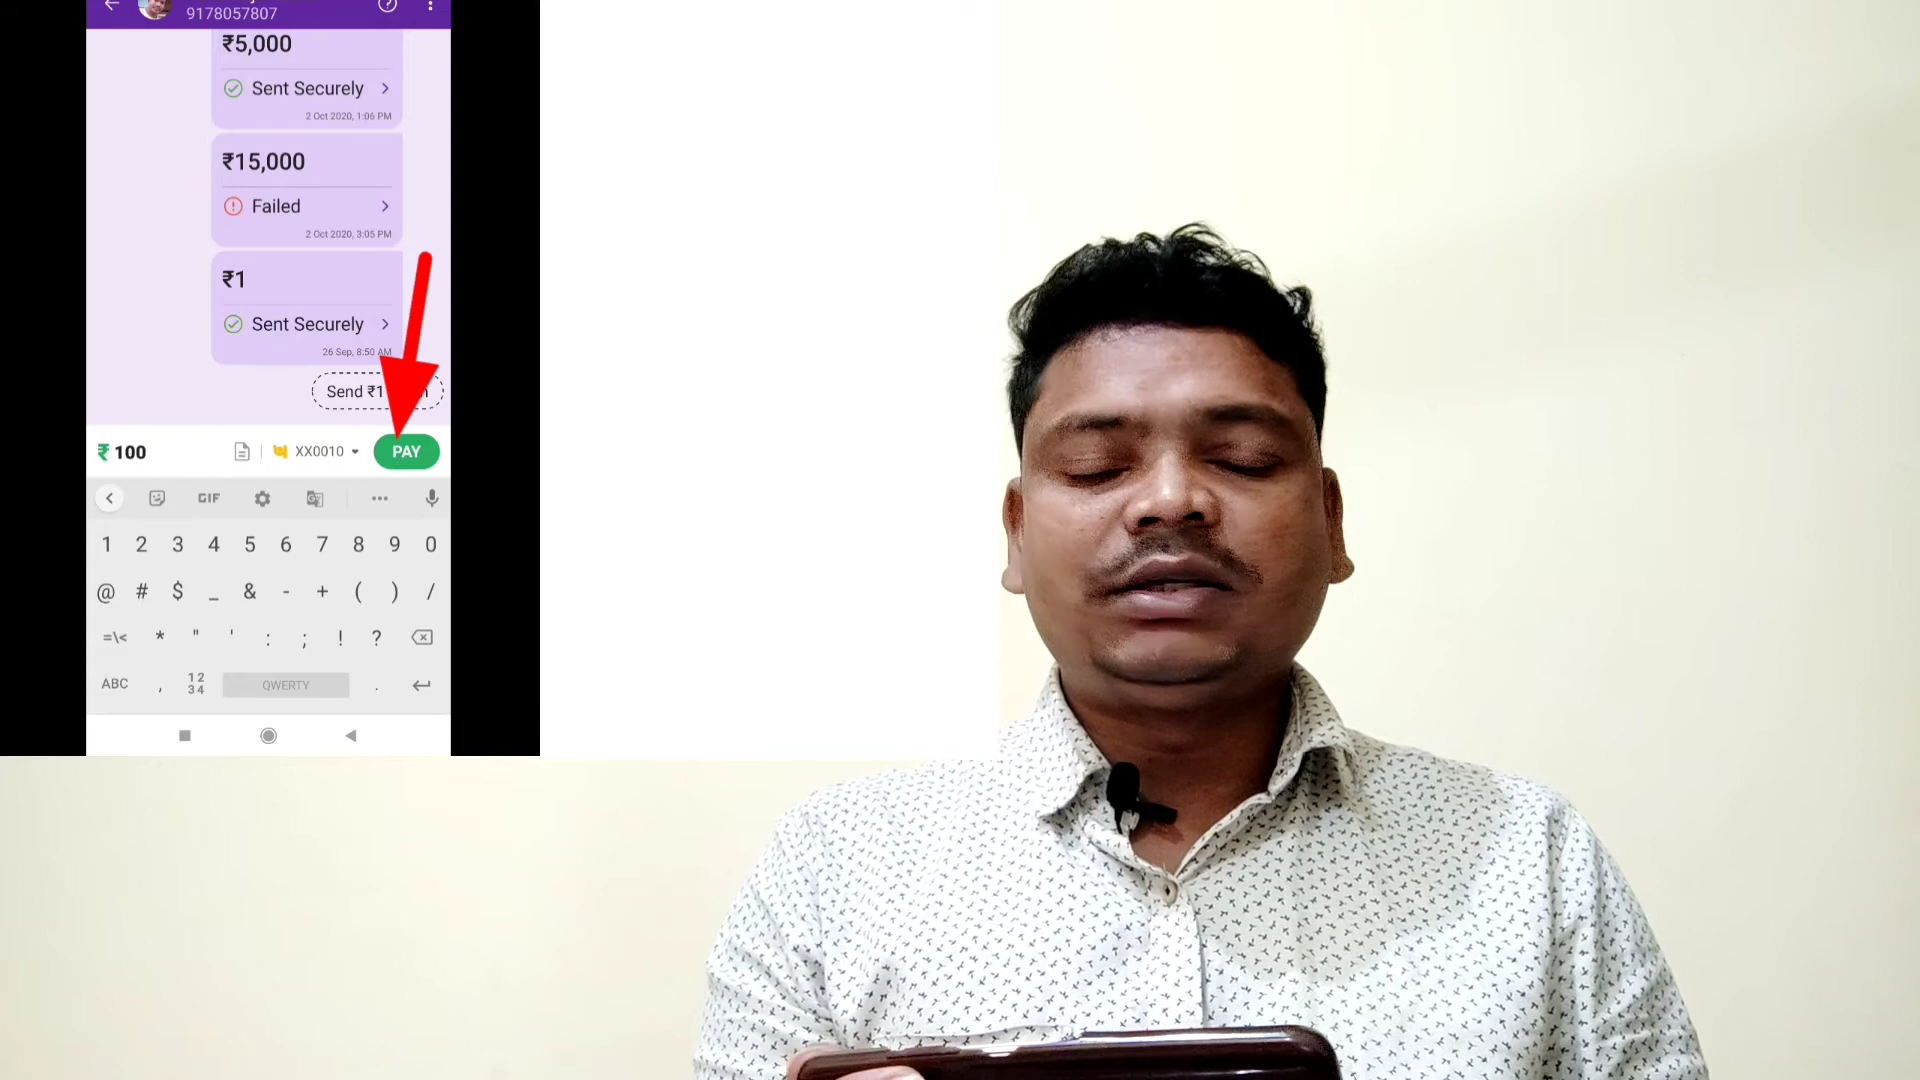 9178057807
₹5,000
Sent Securely
2 Oct 2020, 1:06 PM
₹15,000
Failed
2 Oct 2020, 3:05 PM
₹1
Sent Securely
26 Sep, 8:50 AM
Send ₹1
₹ 100 XX0010 PAY
GIF
1 2 3 4 5 6 7 8 9 0
@ # $ _ & - + ( ) /
=\< * " ' : ; ! ?
ABC , 12 34 QWERTY .